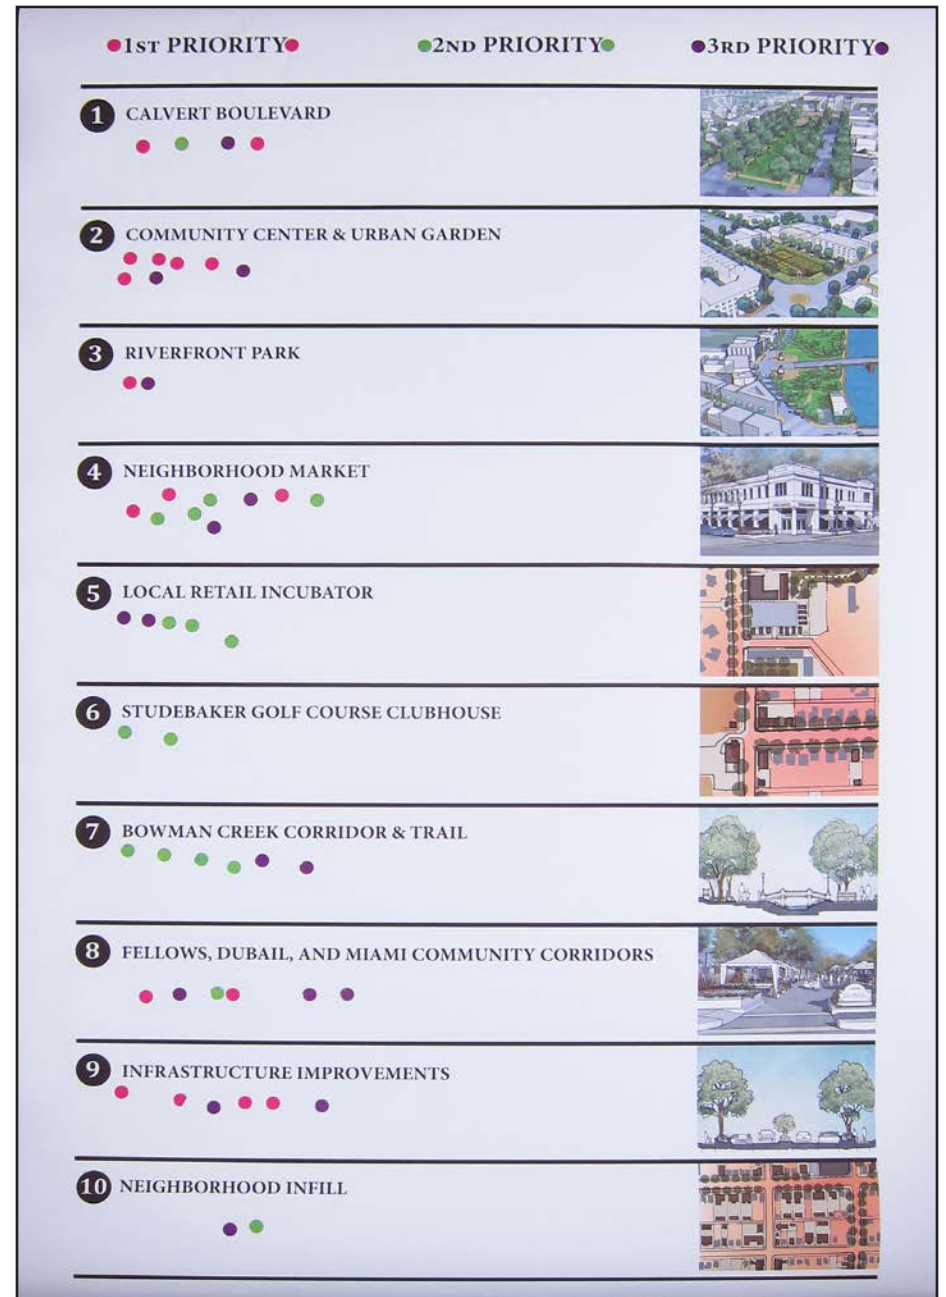 1ST PRIORITY 2ND PRIORITY 3RD PRIORITY
1 CALVERT BOULEVARD
2 COMMUNITY CENTER & URBAN GARDEN
3 RIVERFRONT PARK
4 NEIGHBORHOOD MARKET
5 LOCAL RETAIL INCUBATOR
6 STUDEBAKER GOLF COURSE CLUBHOUSE
7 BOWMAN CREEK CORRIDOR & TRAIL
8 FELLOWS, DUBAIL, AND MIAMI COMMUNITY CORRIDORS
9 INFRASTRUCTURE IMPROVEMENTS
10 NEIGHBORHOOD INFILL